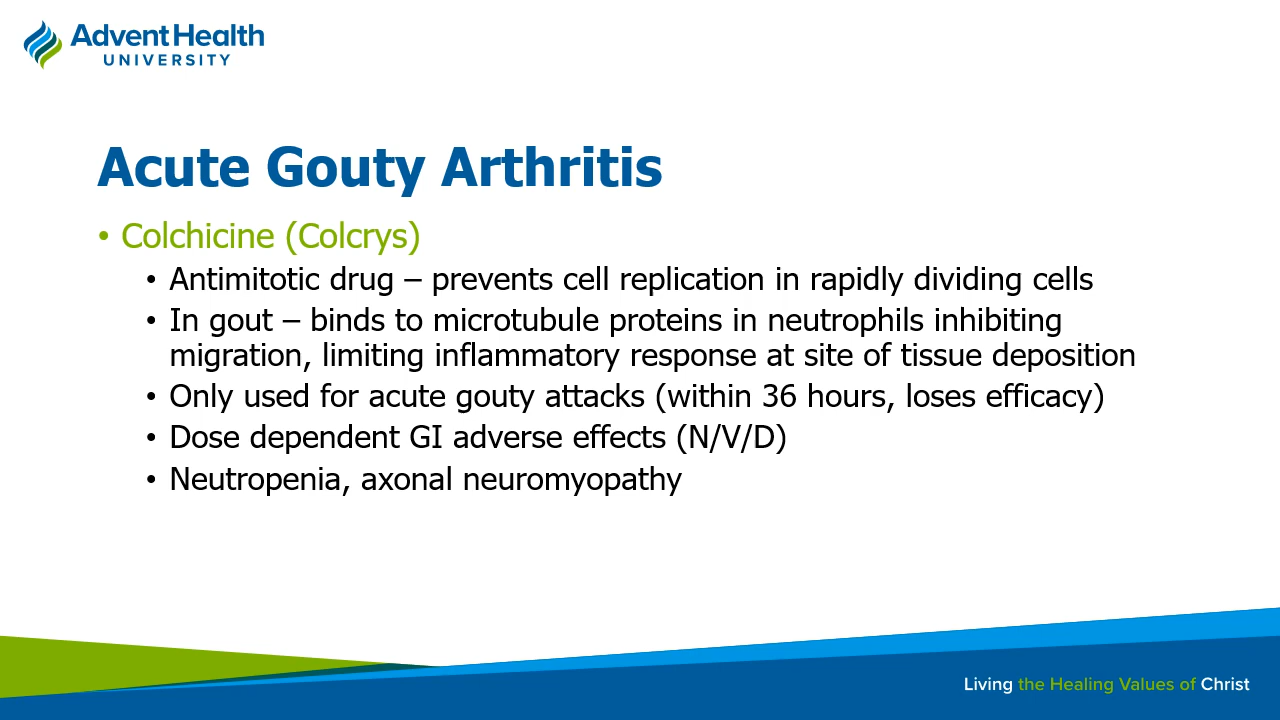 AdventHealth
UNIVERSITY
Acute Gouty Arthritis
• Colchicine (Colcrys)
• Antimitotic drug – prevents cell replication in rapidly dividing cells
• In gout – binds to microtubule proteins in neutrophils inhibiting
migration, limiting inflammatory response at site of tissue deposition
• Only used for acute gouty attacks (within 36 hours, loses efficacy)
• Dose dependent GI adverse effects (N/V/D)
• Neutropenia, axonal neuromyopathy
Living the Healing Values of Christ